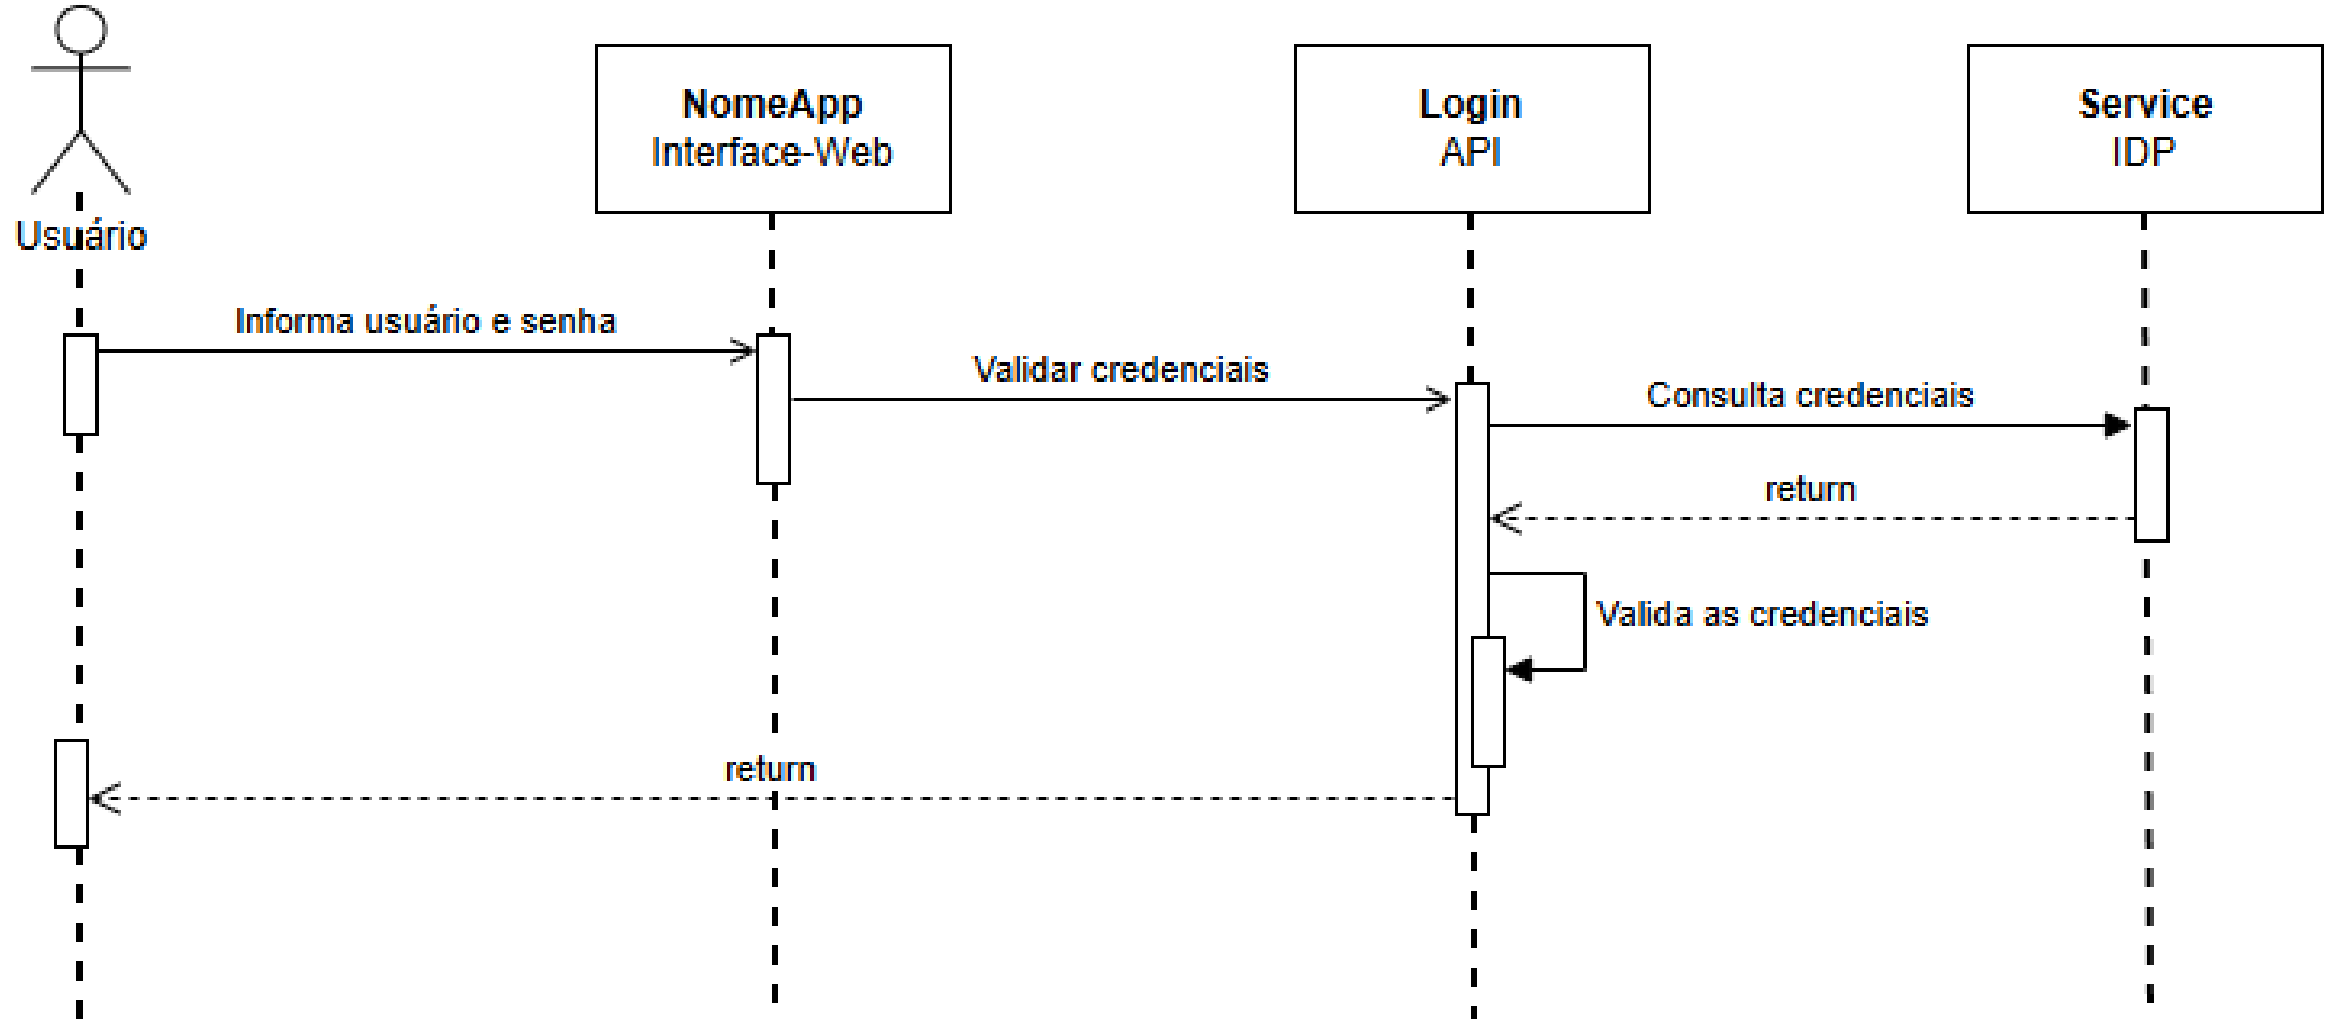 NomeApp
Interface-Web
Login
API
Service
IDP
Usuário
Informa usuário e senha
Validar credenciais
Consulta credenciais
return
Valida as credenciais
return